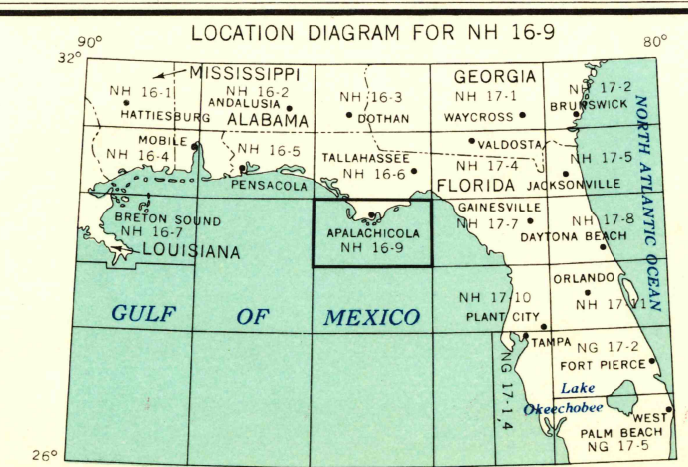 LOCATION DIAGRAM FOR NH 16-9
90°
80°
32°
MISSISSIPPI
GEORGIA
NH 16-1
NH 16-2
NH 16-3
NH 17-1
NH 17-2
HATTIESBURG
ANDALUSIA
ALABAMA
DOTHAN
WAYCROSS
BRUNSWICK
NORTH ATLANTIC OCEAN
MOBILE
VALDOSTA
NH 16-4
NH 16-5
TALLAHASSEE
NH 16-6
NH 17-4
NH 17-5
PENSACOLA
FLORIDA
JACKSONVILLE
BRETON SOUND
NH 16-7
LOUISIANA
APALACHICOLA
NH 16-9
GAINESVILLE
NH 17-7
NH 17-8
DAYTONA BEACH
GULF OF MEXICO
NH 17-10
PLANT CITY
ORLANDO
NH 17-11
TAMPA
NG 17-2
FORT PIERCE
NG 17-1,4
Lake
Okeechobee
WEST
PALM BEACH
NG 17-5
26°